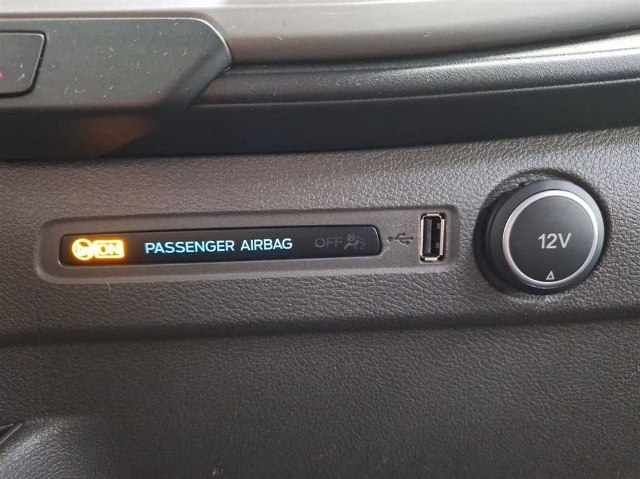 ON PASSENGER AIRBAG OFF
12V